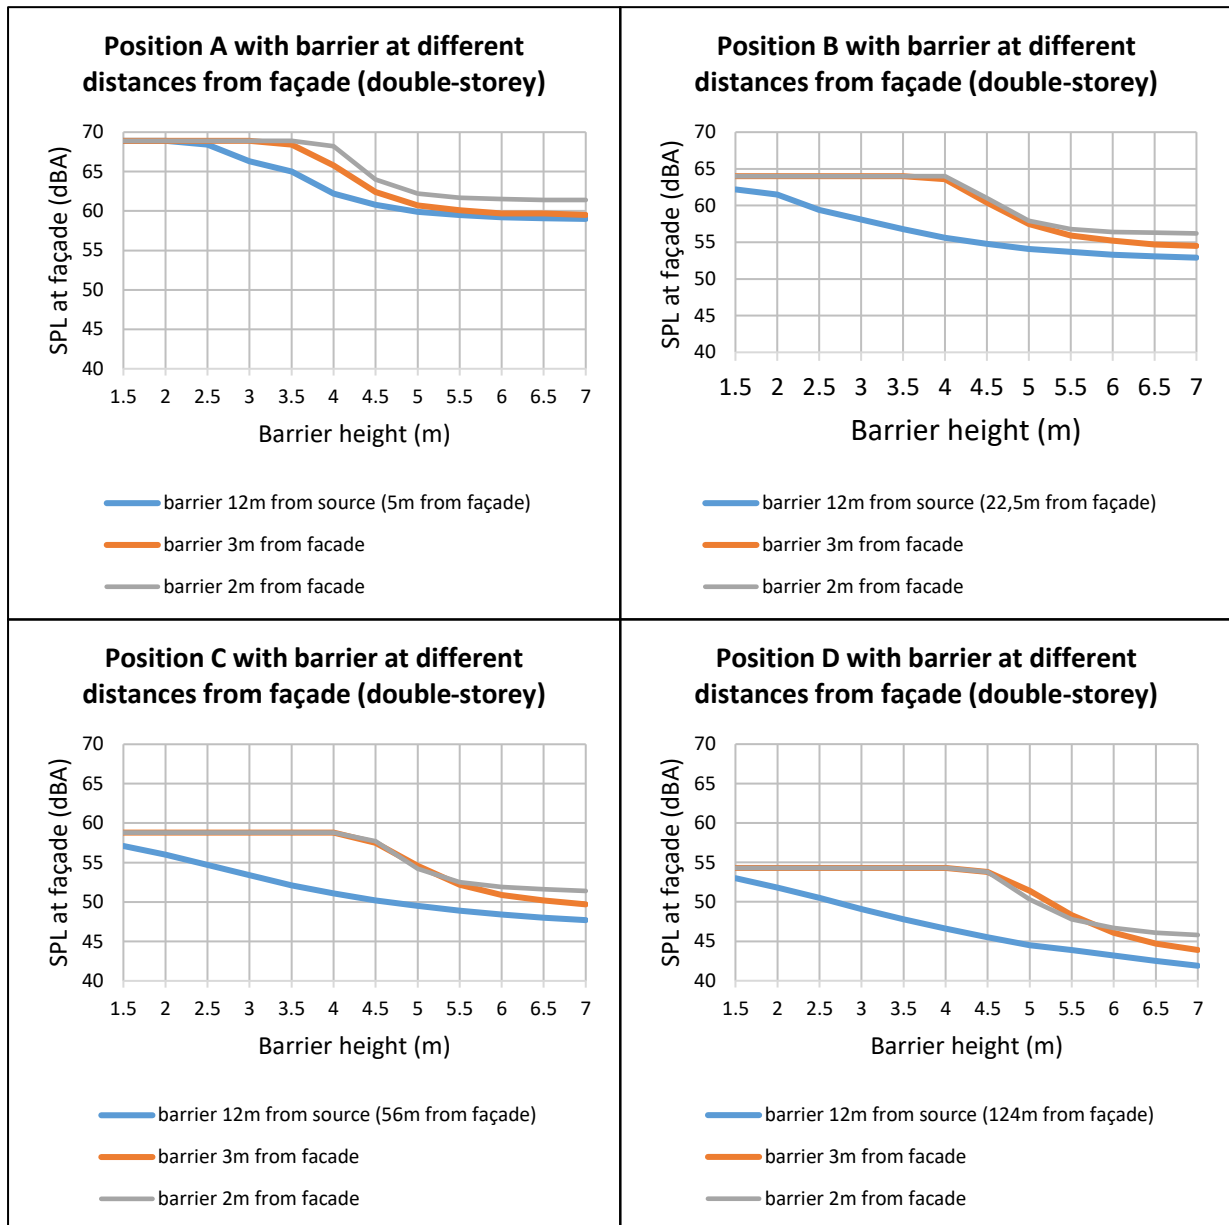 Position A with barrier at different
distances from façade (double-storey)
SPL at façade (dBA)
70
65
60
55
50
45
40
1.5 2 2.5 3 3.5 4 4.5 5 5.5 6 6.5 7
Barrier height (m)
barrier 12m from source (5m from façade)
barrier 3m from facade
barrier 2m from facade
Position B with barrier at different
distances from façade (double-storey)
SPL at façade (dBA)
70
65
60
55
50
45
40
1.5 2 2.5 3 3.5 4 4.5 5 5.5 6 6.5 7
Barrier height (m)
barrier 12m from source (22,5m from façade)
barrier 3m from facade
barrier 2m from facade
Position C with barrier at different
distances from façade (double-storey)
SPL at façade (dBA)
70
65
60
55
50
45
40
1.5 2 2.5 3 3.5 4 4.5 5 5.5 6 6.5 7
Barrier height (m)
barrier 12m from source (56m from façade)
barrier 3m from facade
barrier 2m from facade
Position D with barrier at different
distances from façade (double-storey)
SPL at façade (dBA)
70
65
60
55
50
45
40
1.5 2 2.5 3 3.5 4 4.5 5 5.5 6 6.5 7
Barrier height (m)
barrier 12m from source (124m from façade)
barrier 3m from facade
barrier 2m from facade